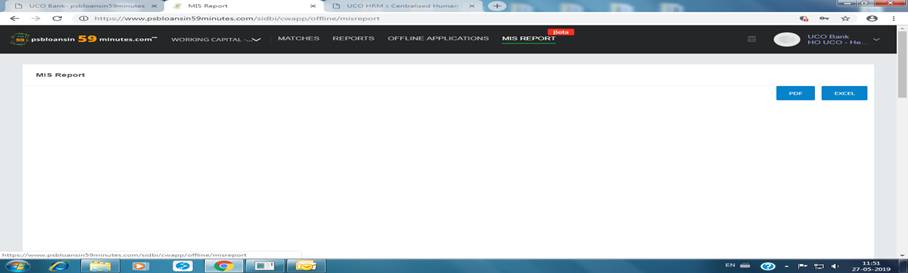 UCO Bank- psbloansin59minutes
MIS Report
UCO HRM : Centralized Human
https://www.psbloansin59minutes.com/sidbi/cwapp/offline/misreport
psbloansin 59 minutes.com
WORKING CAPITAL -...
MATCHES
REPORTS
OFFLINE APPLICATIONS
MIS REPORT
Beta
UCO Bank
HO UCO - He...
MIS Report
PDF
EXCEL
https://www.psbloansin59minutes.com/sidbi/cwapp/offline/misreport
EN
11:51
27-05-2019